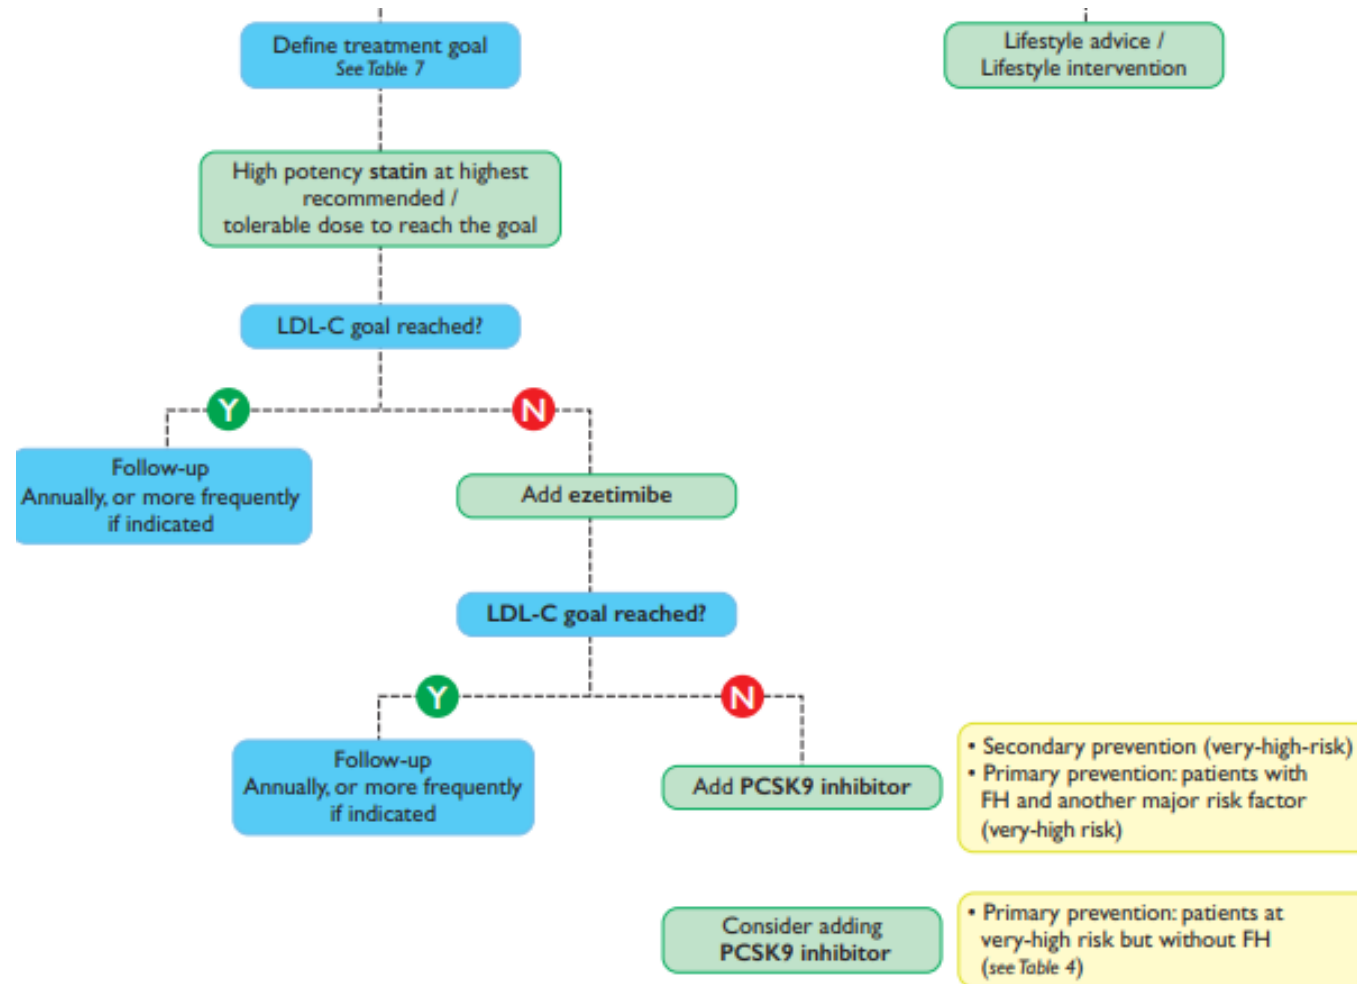 Define treatment goal
See Table 7
Lifestyle advice /
Lifestyle intervention
High potency statin at highest
recommended /
tolerable dose to reach the goal
LDL-C goal reached?
Y
N
Follow-up
Annually, or more frequently
if indicated
Add ezetimibe
LDL-C goal reached?
Y
N
Follow-up
Annually, or more frequently
if indicated
Add PCSK9 inhibitor
• Secondary prevention (very-high-risk)
• Primary prevention: patients with
FH and another major risk factor
(very-high risk)
Consider adding
PCSK9 inhibitor
• Primary prevention: patients at
very-high risk but without FH
(see Table 4)